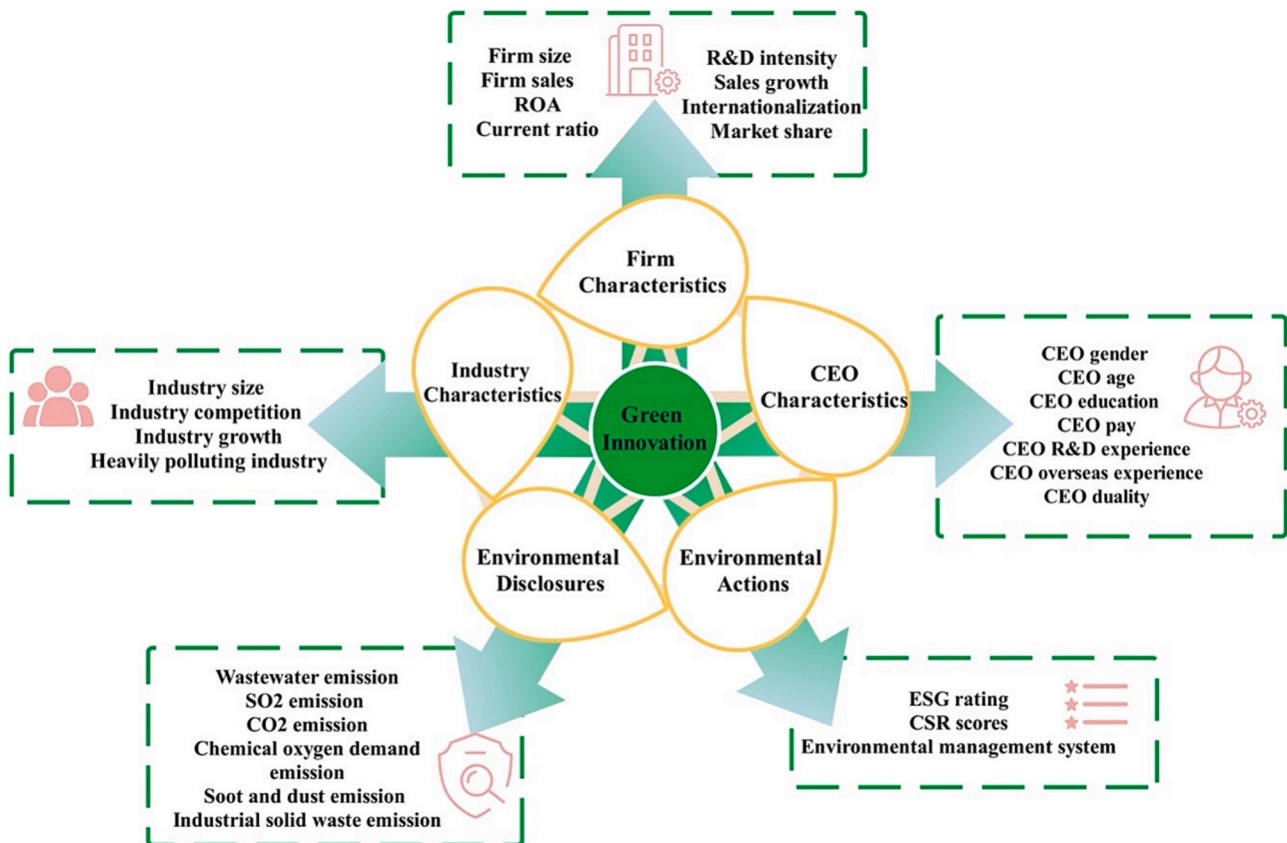 Firm size
Firm sales
ROA
Current ratio
R&D intensity
Sales growth
Internationalization
Market share
Firm
Characteristics
Industry
Characteristics
CEO
Characteristics
Green
Innovation
Environmental
Disclosures
Environmental
Actions
Industry size
Industry competition
Industry growth
Heavily polluting industry
CEO gender
CEO age
CEO education
CEO pay
CEO R&D experience
CEO overseas experience
CEO duality
Wastewater emission
SO2 emission
CO2 emission
Chemical oxygen demand
emission
Soot and dust emission
Industrial solid waste emission
ESG rating
CSR scores
Environmental management system